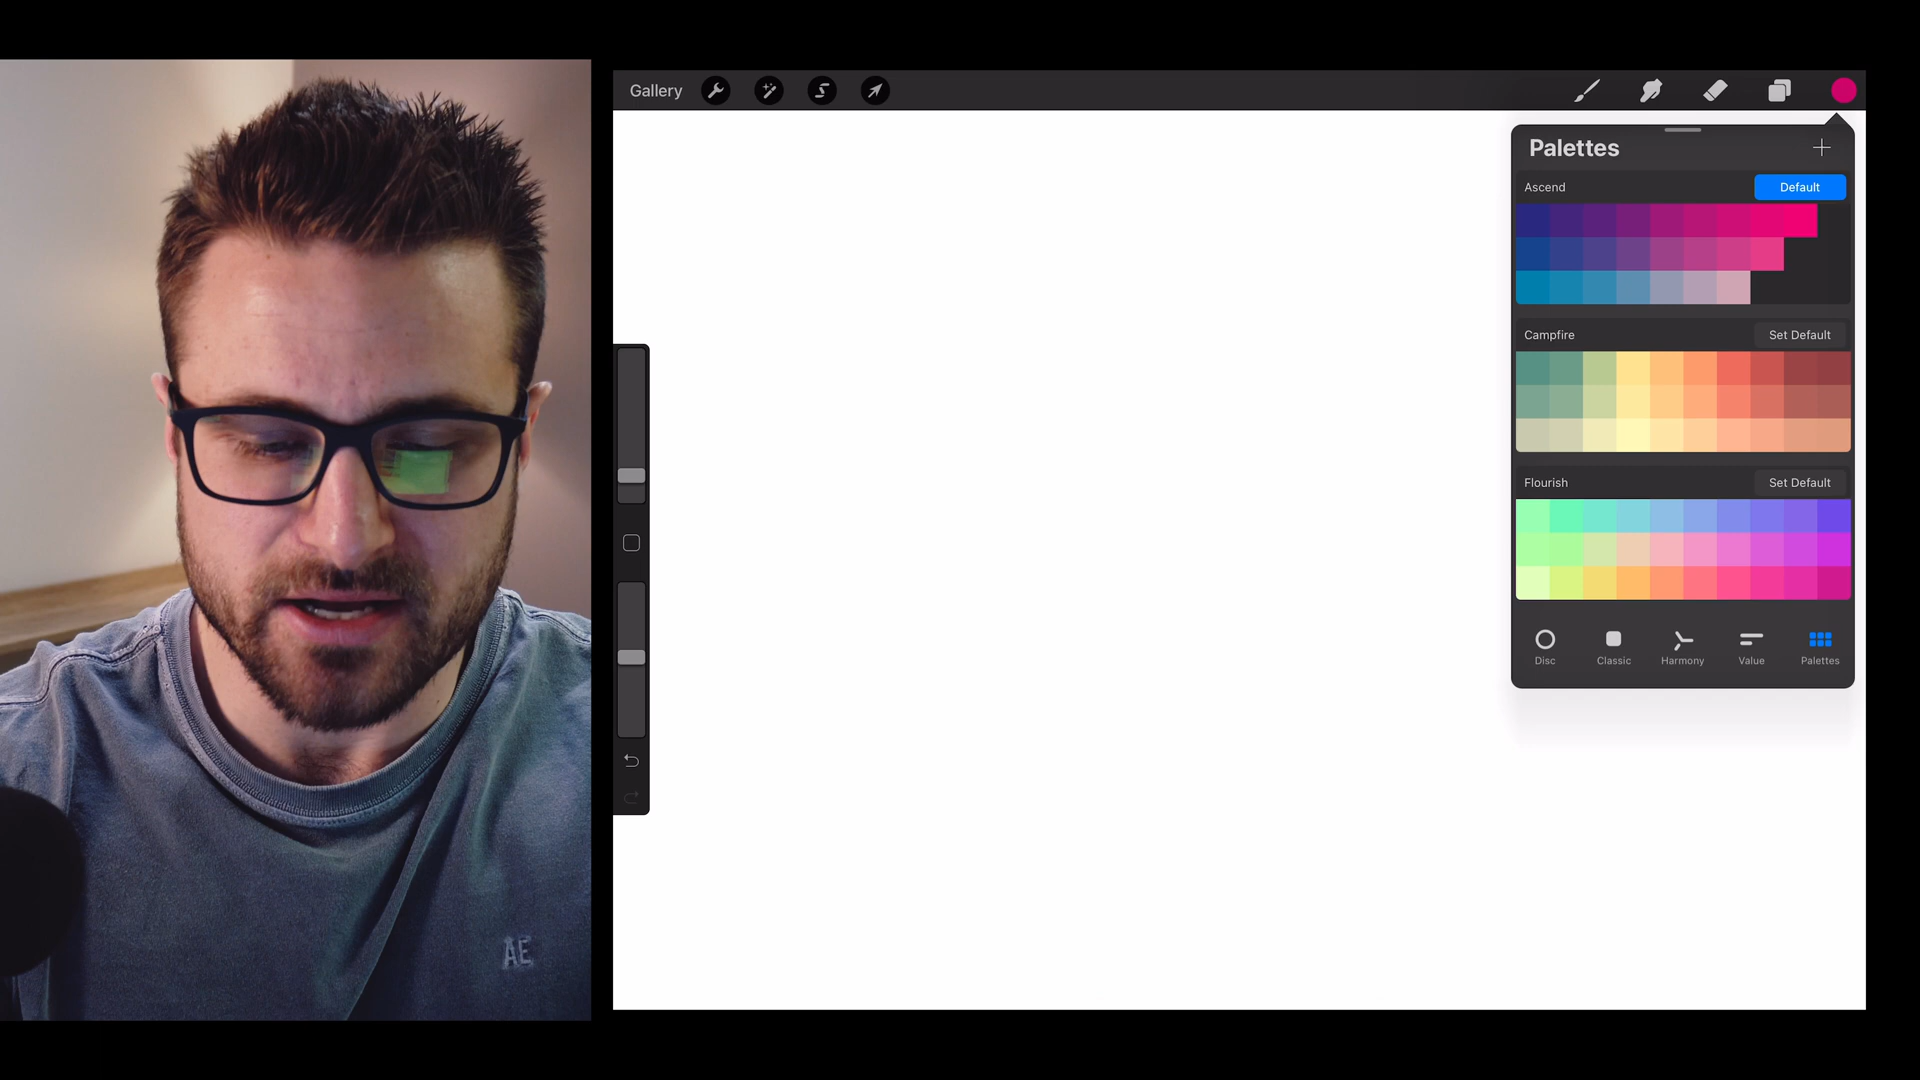 Gallery
Palettes
Ascend Default
Campfire Set Default
Flourish Set Default
Disc Classic Harmony Value Palettes
AE